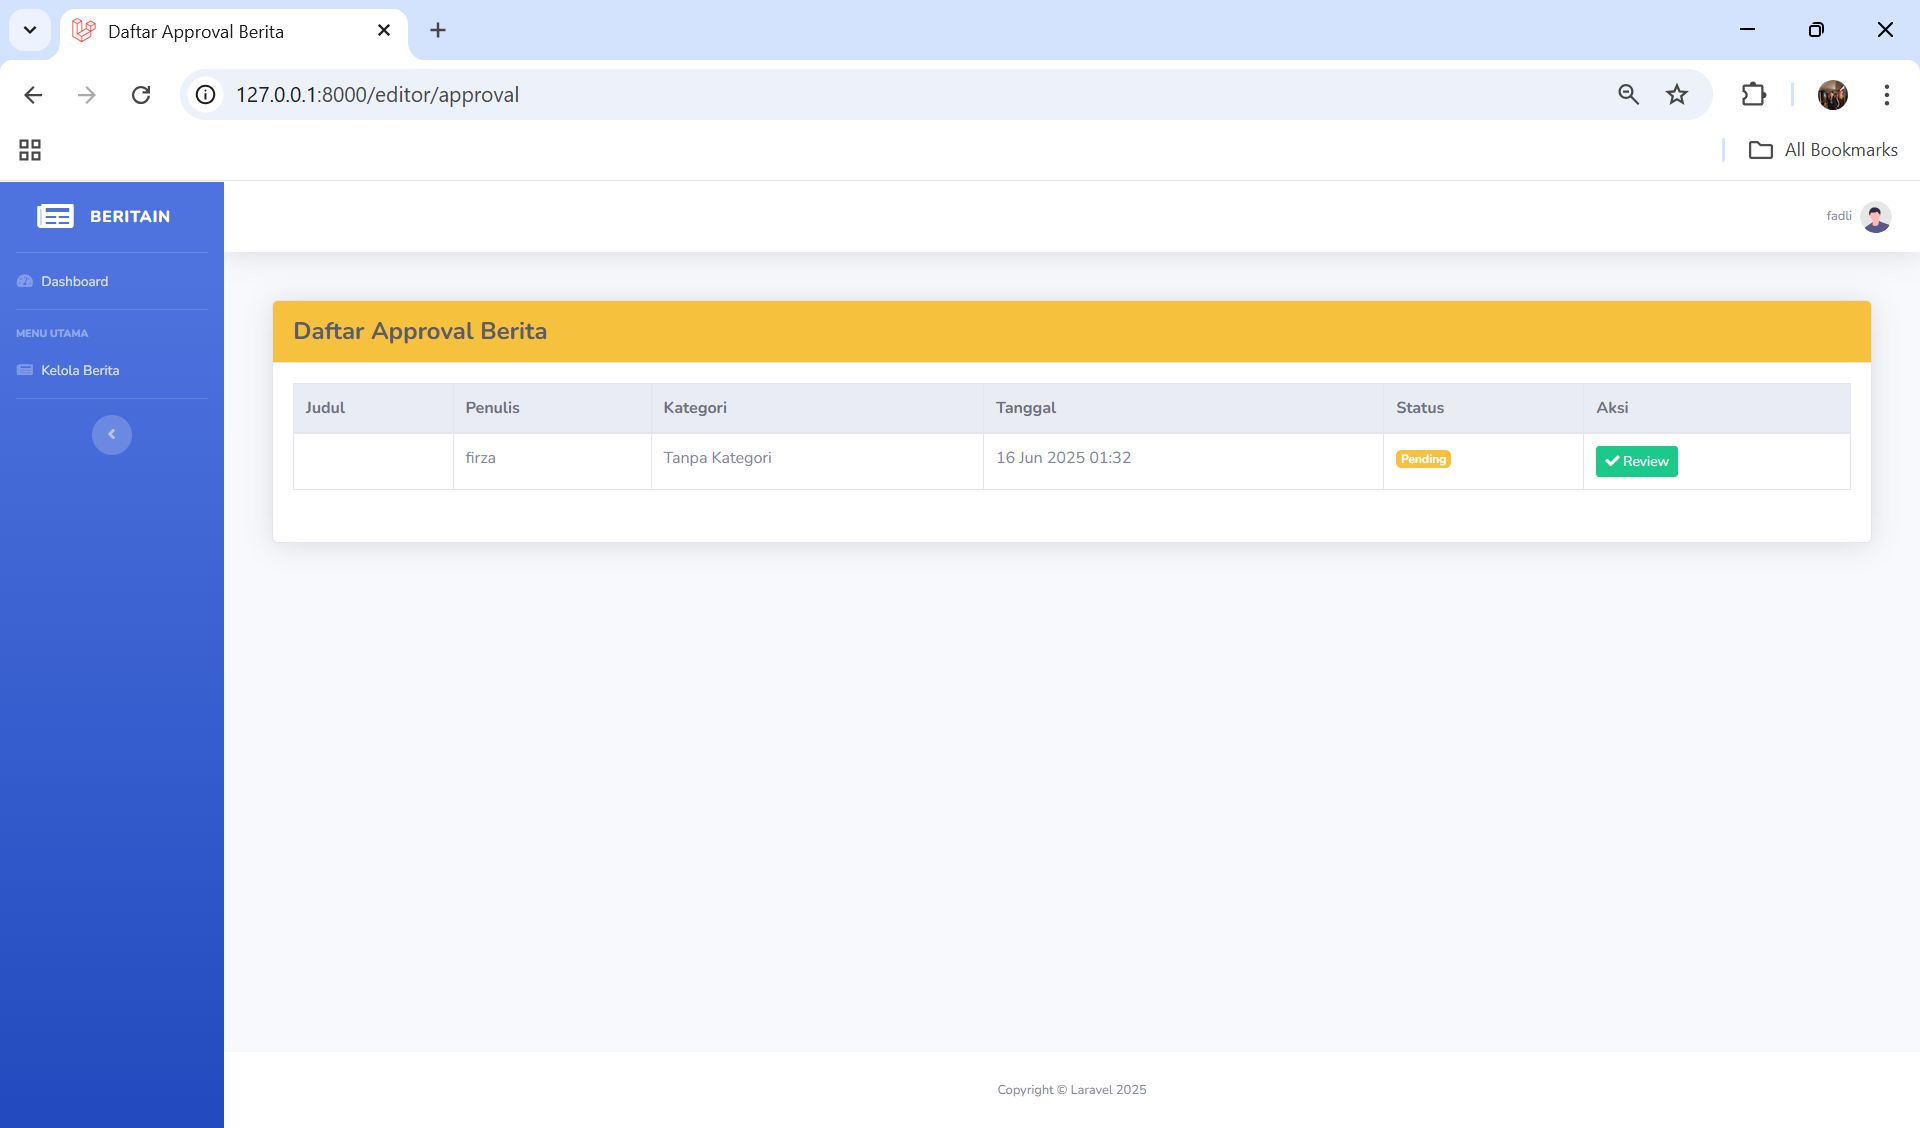 Daftar Approval Berita
127.0.0.1:8000/editor/approval
All Bookmarks
BERITAIN
fadli
Dashboard
MENU UTAMA
Kelola Berita
Daftar Approval Berita
Judul Penulis Kategori Tanggal Status Aksi
firza Tanpa Kategori 16 Jun 2025 01:32 Pending Review
Copyright © Laravel 2025